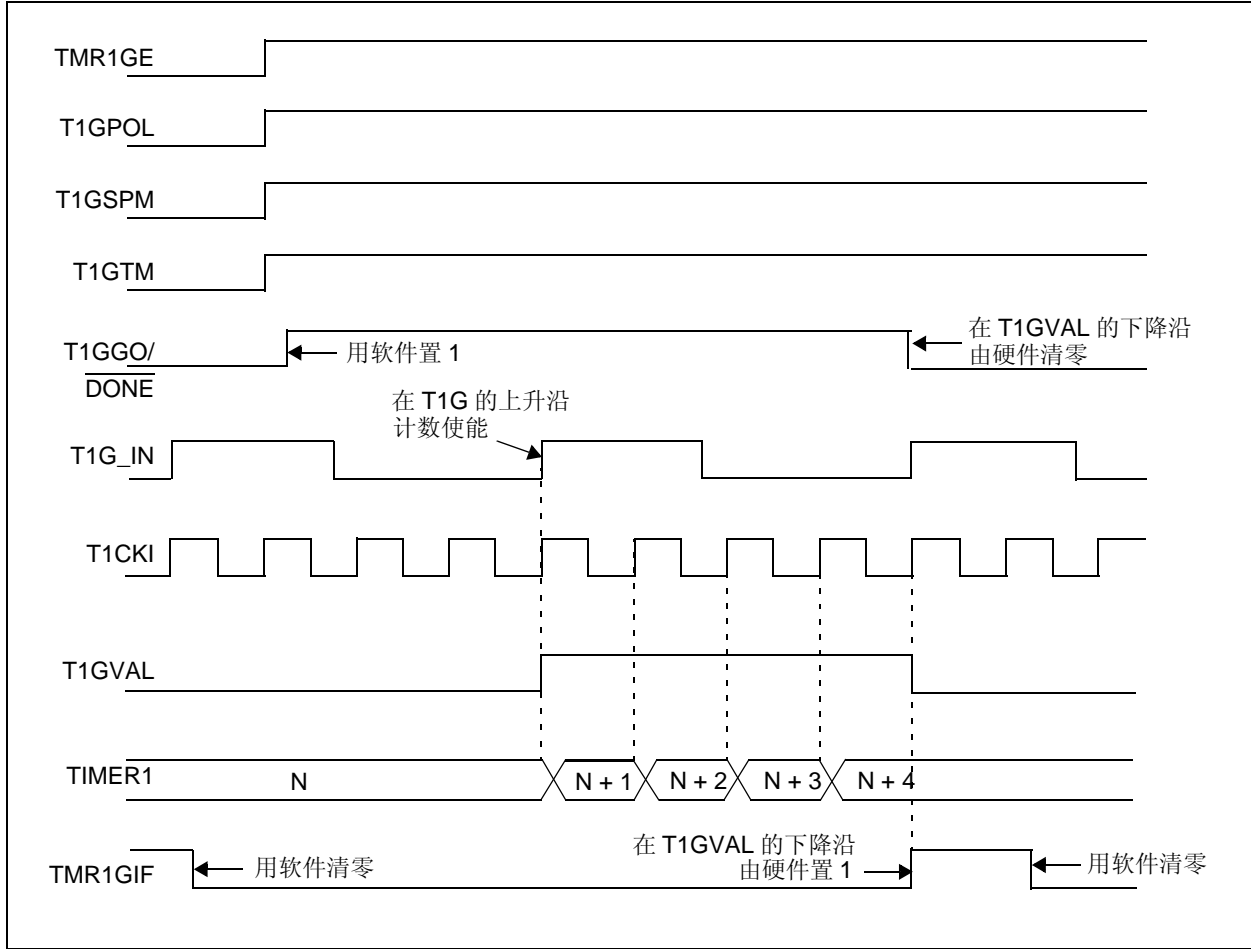 TMR1GE
T1GPOL
T1GSPM
T1GTM
T1GGO/
DONE
用软件置 1
在 T1GVAL 的下降沿
由硬件清零
在 T1G 的上升沿
计数使能
T1G_IN
T1CKI
T1GVAL
TIMER1
N
N + 1
N + 2
N + 3
N + 4
TMR1GIF
用软件清零
在 T1GVAL 的下降沿
由硬件置 1
用软件清零